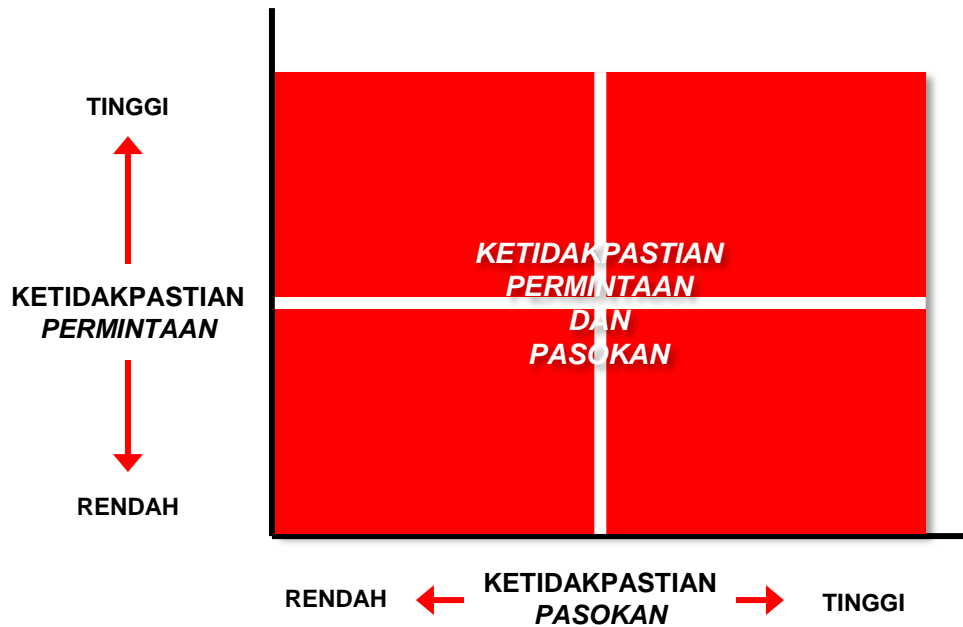 TINGGI
KETIDAKPASTIAN
PERMINTAAN
RENDAH
KETIDAKPASTIAN
PERMINTAAN
DAN
PASOKAN
RENDAH
KETIDAKPASTIAN
PASOKAN
TINGGI